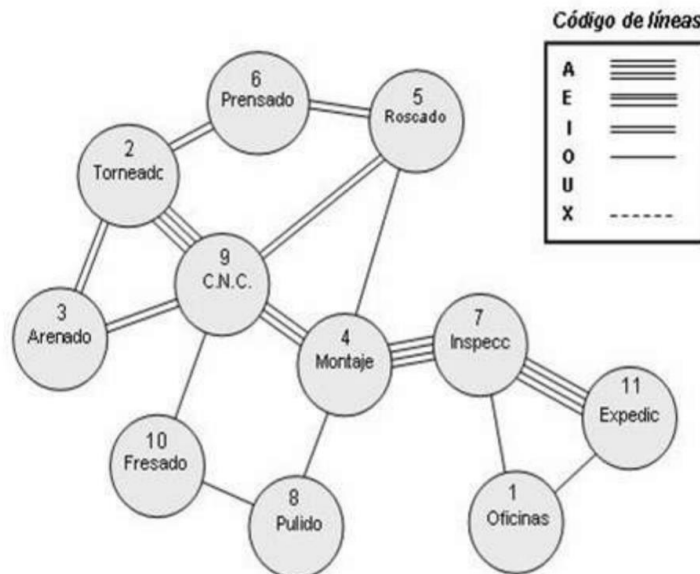 Código de líneas
A
E
I
O
U
X
6
Prensado
5
Roscado
2
Torneadc
9
C.N.C.
3
Arenado
4
Montaje
7
Inspecc
11
Expedic
10
Fresado
8
Pulido
1
Oficinas